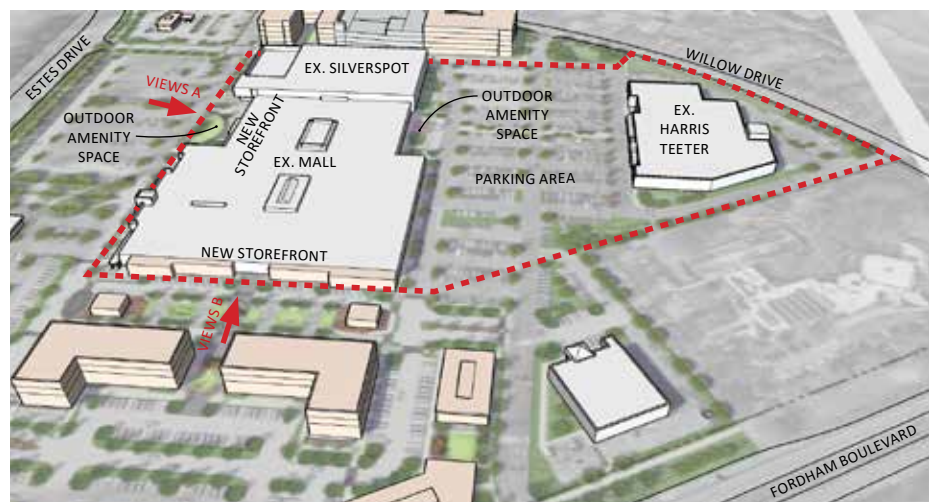 ESTES DRIVE
WILLOW DRIVE
EX. SILVERSPOT
VIEWS A
OUTDOOR
AMENITY
SPACE
NEW
STOREFRONT
OUTDOOR
AMENITY
SPACE
EX.
HARRIS
TEETER
EX. MALL
PARKING AREA
NEW STOREFRONT
VIEWS B
FORDHAM BOULEVARD